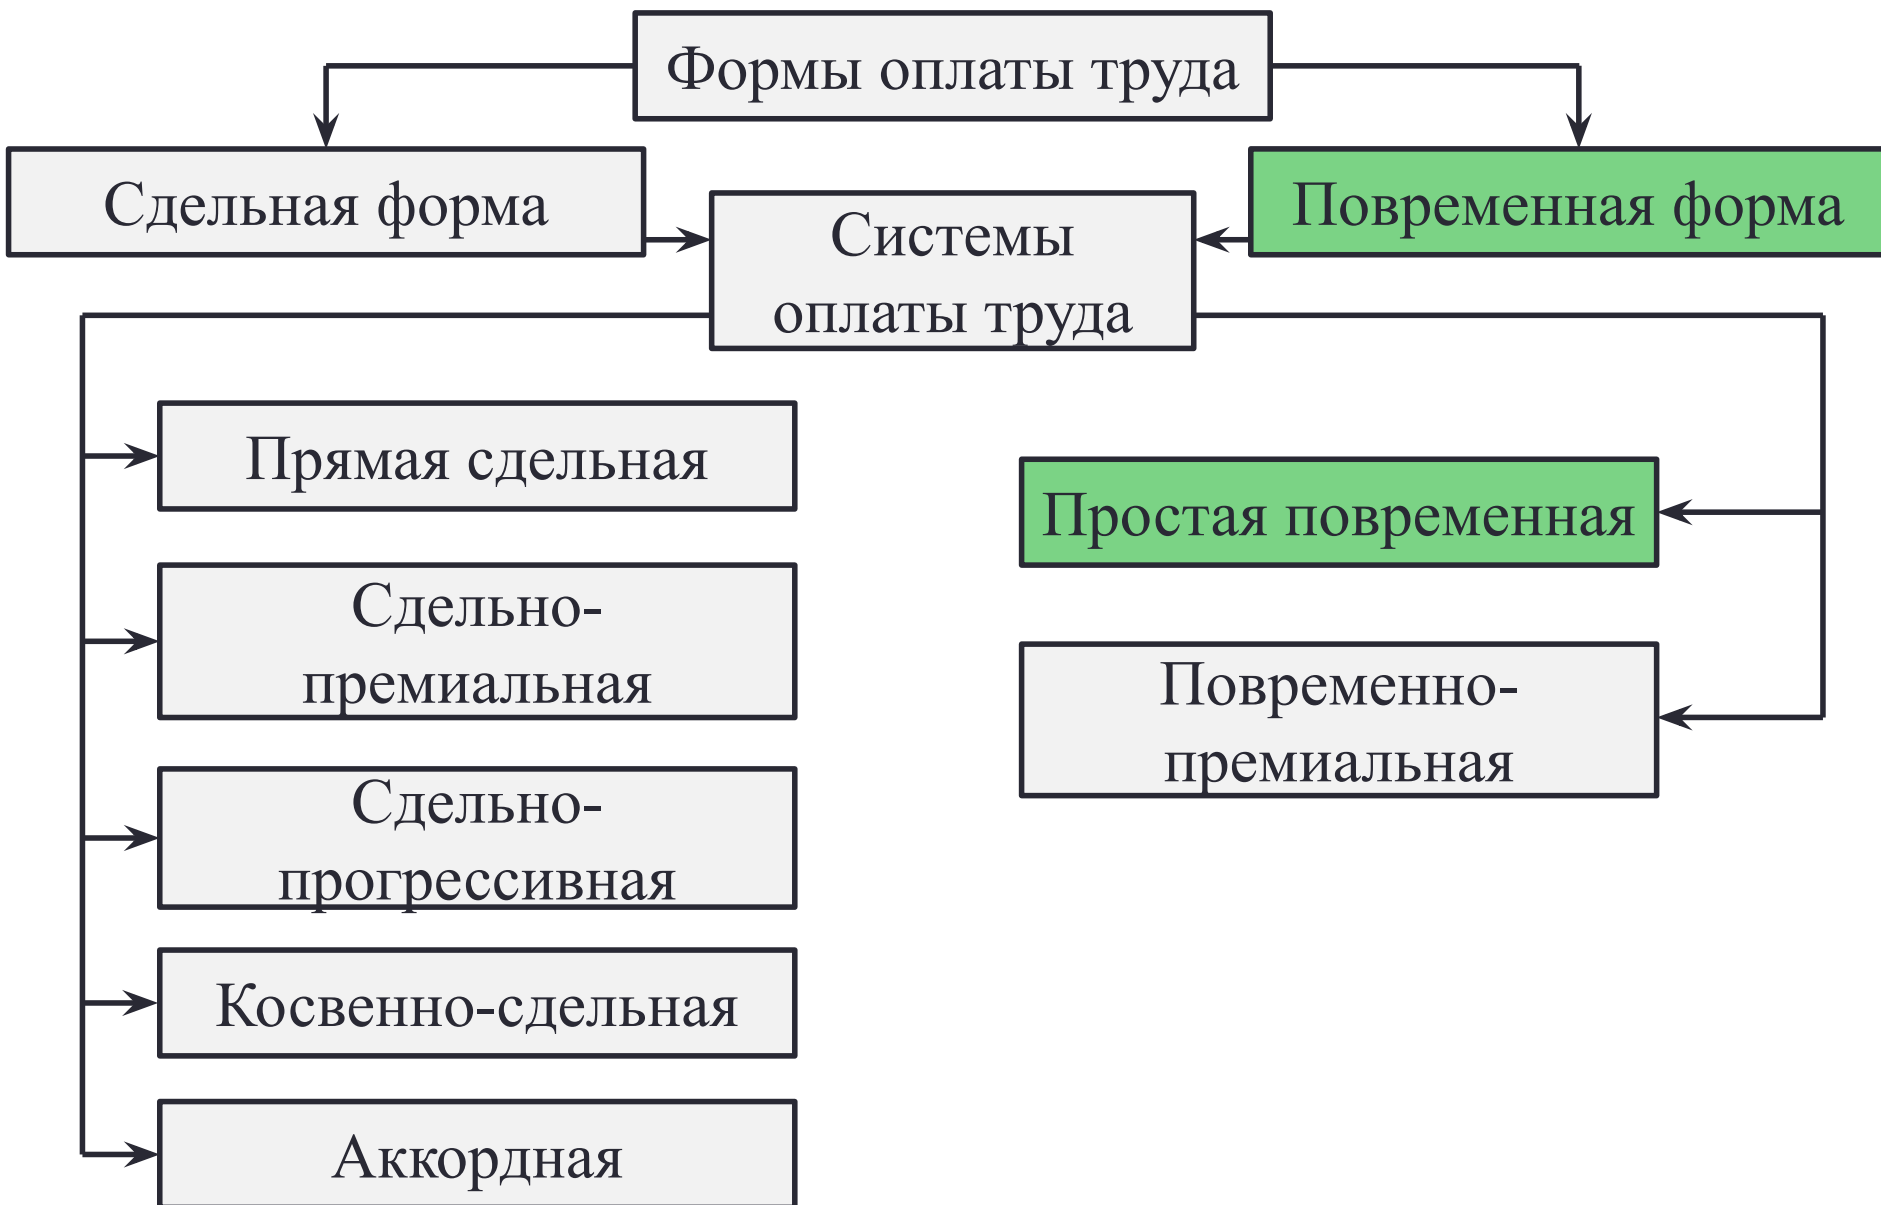 Формы оплаты труда
Сдельная форма
Повременная форма
Системы
оплаты труда
Прямая сдельная
Сдельно-
премиальная
Сдельно-
прогрессивная
Косвенно-сдельная
Аккордная
Простая повременная
Повременно-
премиальная